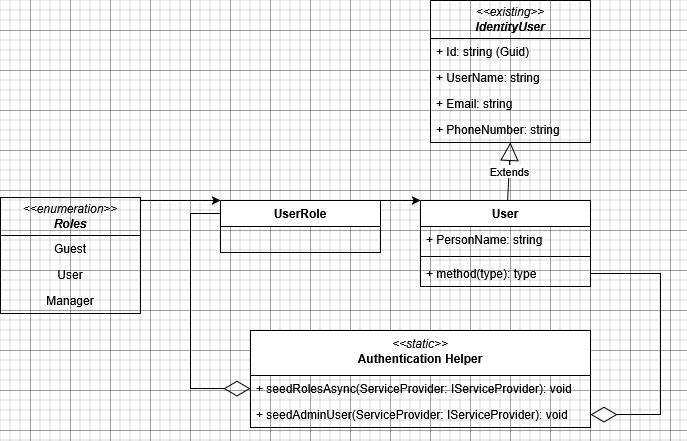 <<existing>>
IdentityUser
+ Id: string (Guid)
+ UserName: string
+ Email: string
+ PhoneNumber: string
Extends
<<enumeration>>
Roles
Guest
User
Manager
UserRole
User
+ PersonName: string
+ method(type): type
<<static>>
Authentication Helper
+ seedRolesAsync(ServiceProvider: IServiceProvider): void
+ seedAdminUser(ServiceProvider: IServiceProvider): void